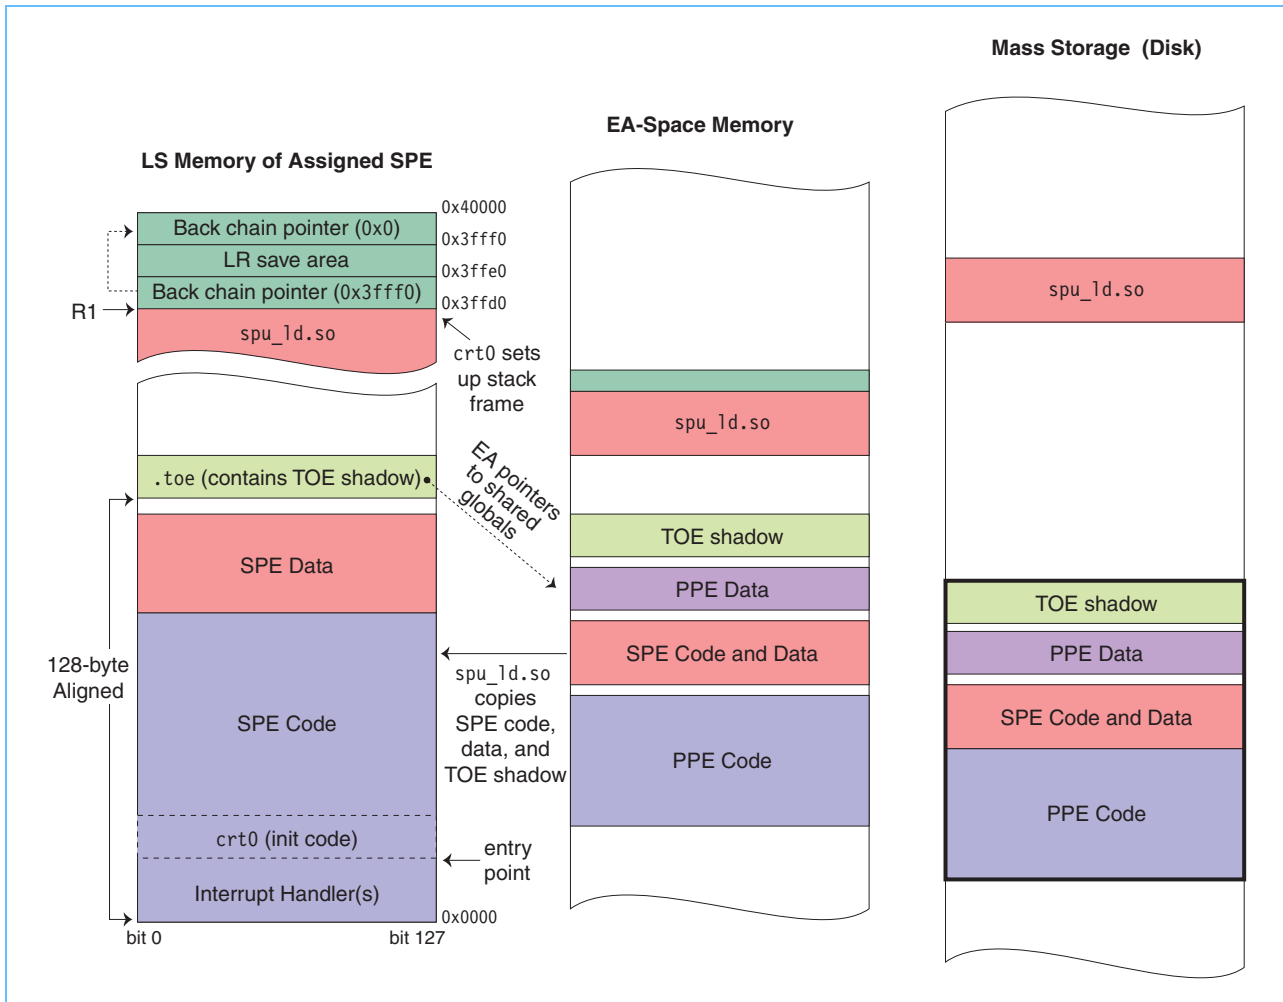 Mass Storage (Disk)
EA-Space Memory
LS Memory of Assigned SPE
0x40000
Back chain pointer (0x0)
0x3fff0
LR save area
0x3ffe0
Back chain pointer (0x3fff0)
0x3ffd0
R1
spu_ld.so
crt0 sets
up stack
frame
.toe (contains TOE shadow)
EA pointers
to shared
globals
SPE Data
128-byte
Aligned
SPE Code
spu_ld.so
copies
SPE code,
data, and
TOE shadow
crt0 (init code)
entry
point
Interrupt Handler(s)
0x0000
bit 0
bit 127
spu_ld.so
TOE shadow
PPE Data
SPE Code and Data
PPE Code
spu_ld.so
TOE shadow
PPE Data
SPE Code and Data
PPE Code